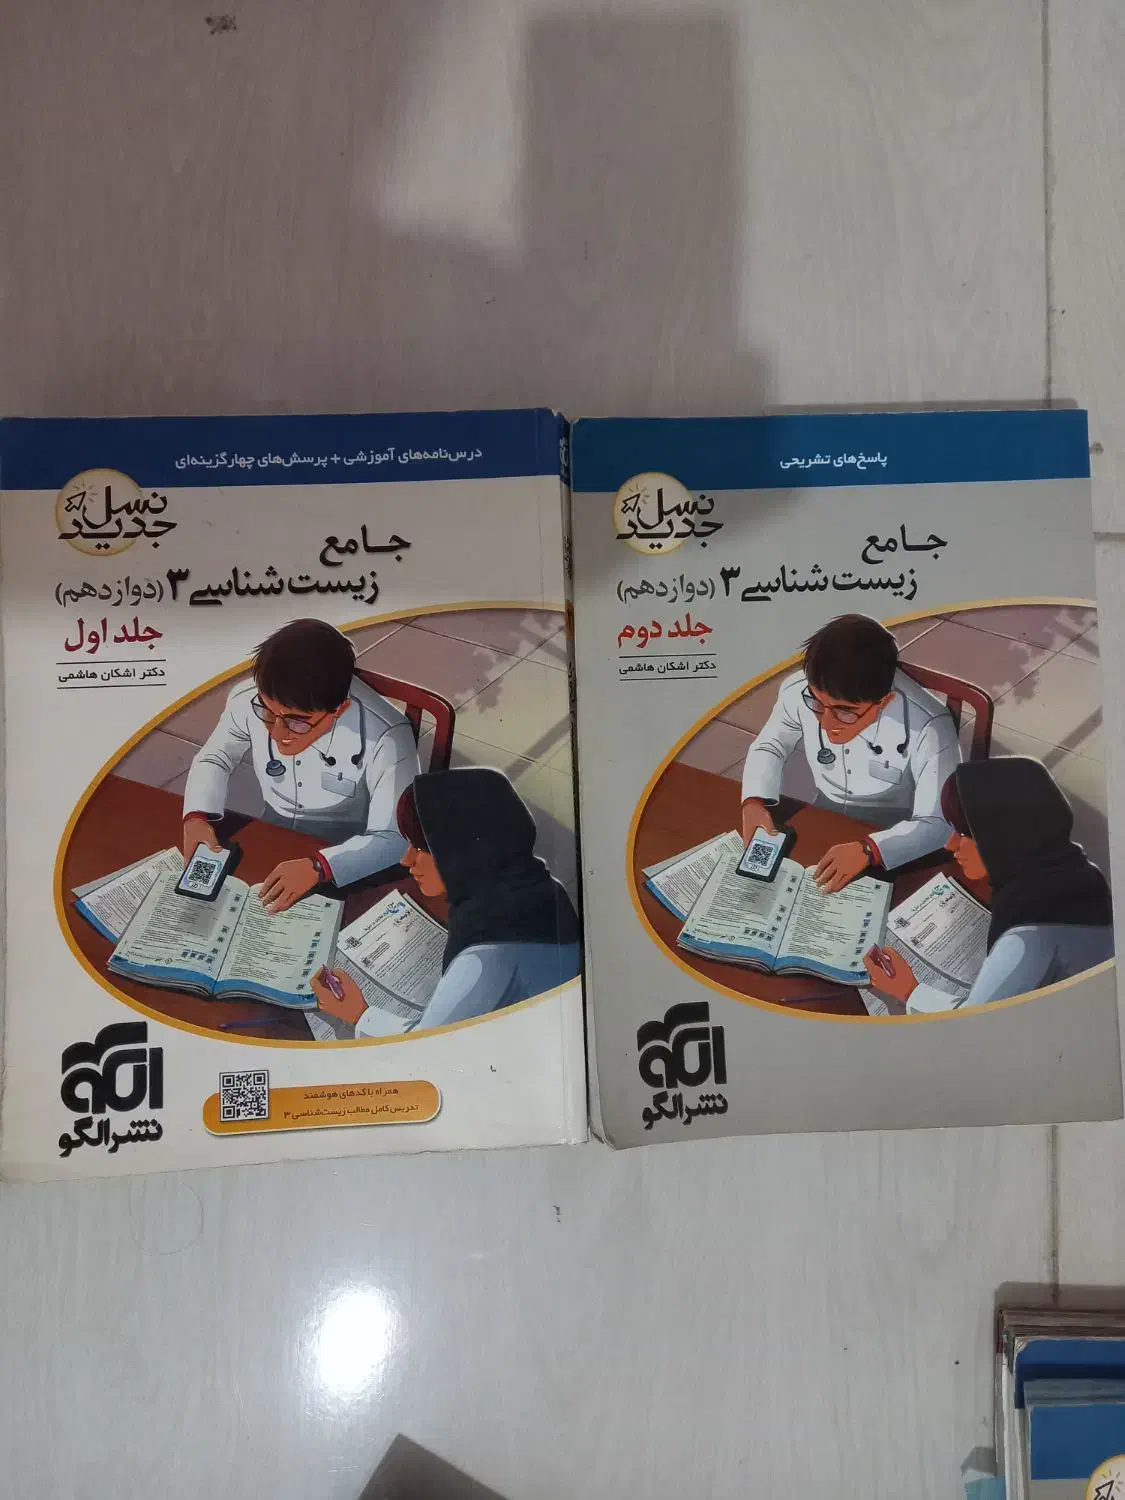 درس‌نامه‌های آموزشی + پرسش‌های چهارگزینه‌ای
نسل
جدید
جامع
زیست‌شناسی ۳ (دوازدهم)
جلد اول
دکتر اشکان هاشمی
همراه با کدهای هوشمند
تدریس کامل مطالب زیست‌شناسی ۳
الگو
نشر الگو
پاسخ‌های تشریحی
نسل
جدید
جامع
زیست‌شناسی ۳ (دوازدهم)
جلد دوم
دکتر اشکان هاشمی
الگو
نشر الگو